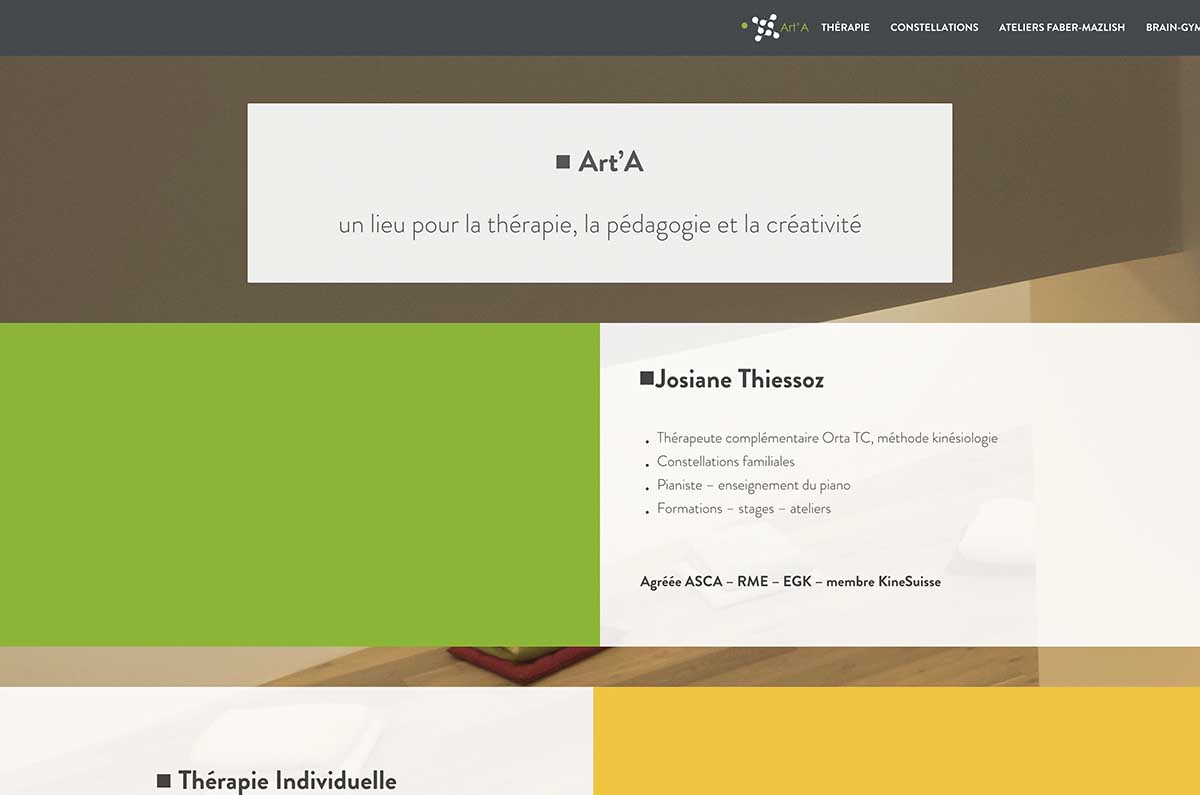 Art'A THÉRAPIE CONSTELLATIONS ATELIERS FABER-MAZLISH BRAIN-GYM
Art’A
un lieu pour la thérapie, la pédagogie et la créativité
Josiane Thiessoz
Thérapeute complémentaire Orta TC, méthode kinésiologie
Constellations familiales
Pianiste – enseignement du piano
Formations – stages – ateliers
Agréée ASCA – RME – EGK – membre KineSuisse
Thérapie Individuelle